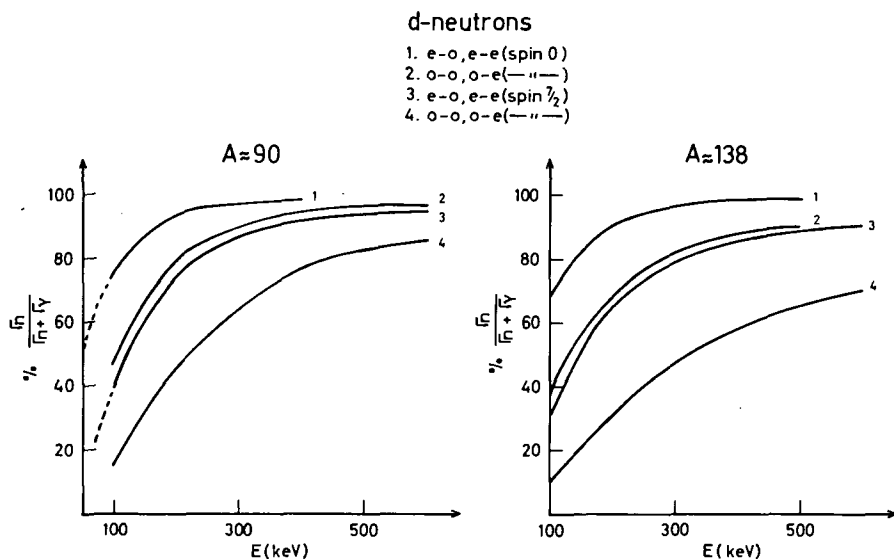 d-neutrons
1. e-o, e-e (spin 0)
2. o-o, o-e (—"—)
3. e-o, e-e (spin 7/2)
4. o-o, o-e (—"—)
A≈90
100
80
60
40
20
% Γn / Γn + Γγ
1
2
3
4
100
300
500
E (keV)
A≈138
100
80
60
40
20
% Γn / Γn + Γγ
1
2
3
4
100
300
500
E (keV)